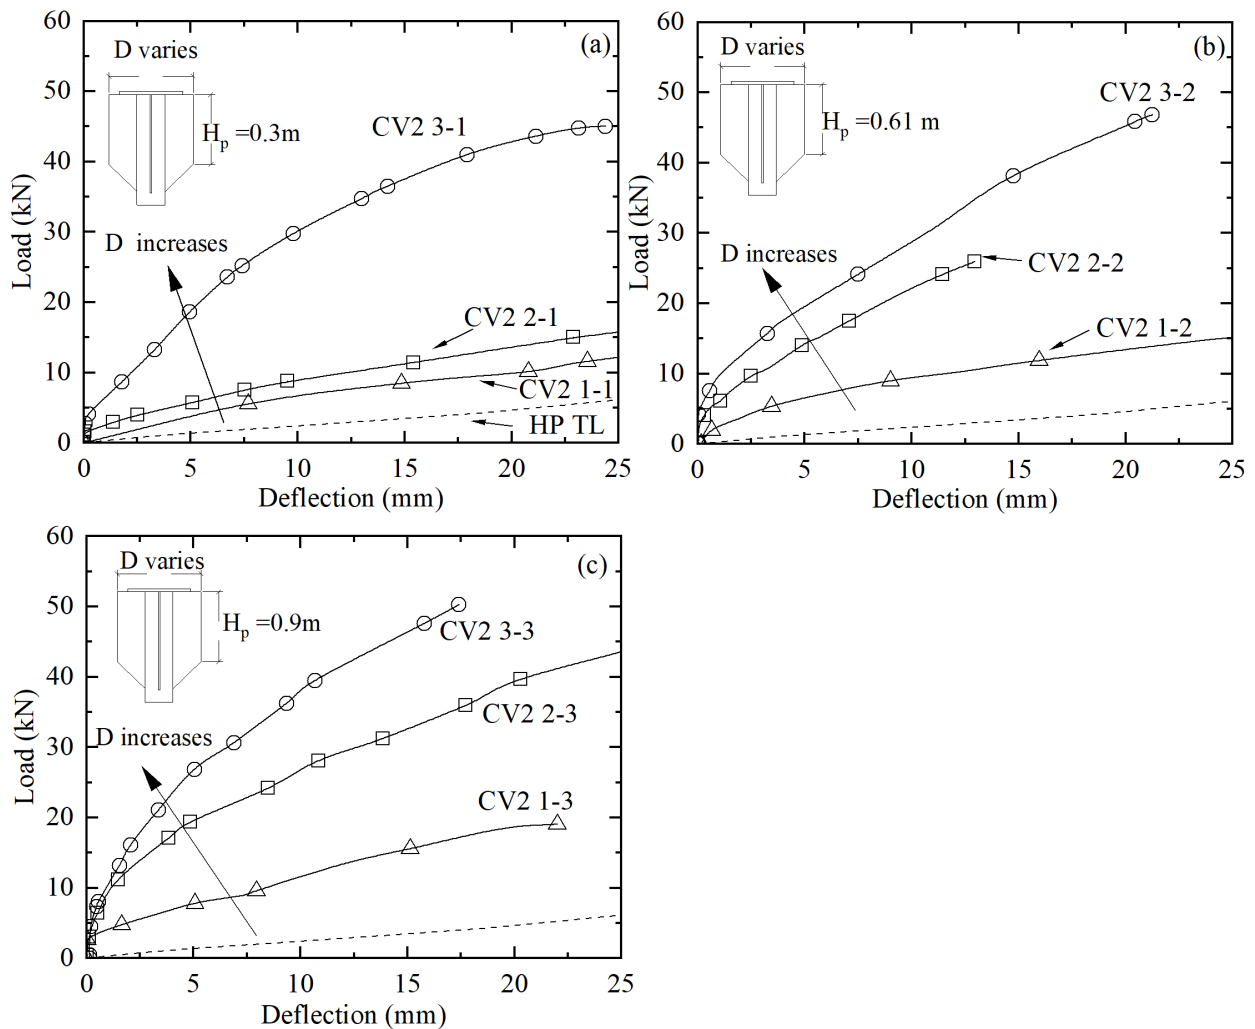 (a)
D varies
H_p =0.3m
CV2 3-1
D increases
CV2 2-1
CV2 1-1
HP TL
60
50
40
30
20
10
0
Load (kN)
0 5 10 15 20 25
Deflection (mm)
(b)
D varies
H_p =0.61 m
CV2 3-2
D increases
CV2 2-2
CV2 1-2
60
50
40
30
20
10
0
Load (kN)
0 5 10 15 20 25
Deflection (mm)
(c)
D varies
H_p =0.9m
CV2 3-3
CV2 2-3
D increases
CV2 1-3
60
50
40
30
20
10
0
Load (kN)
0 5 10 15 20 25
Deflection (mm)